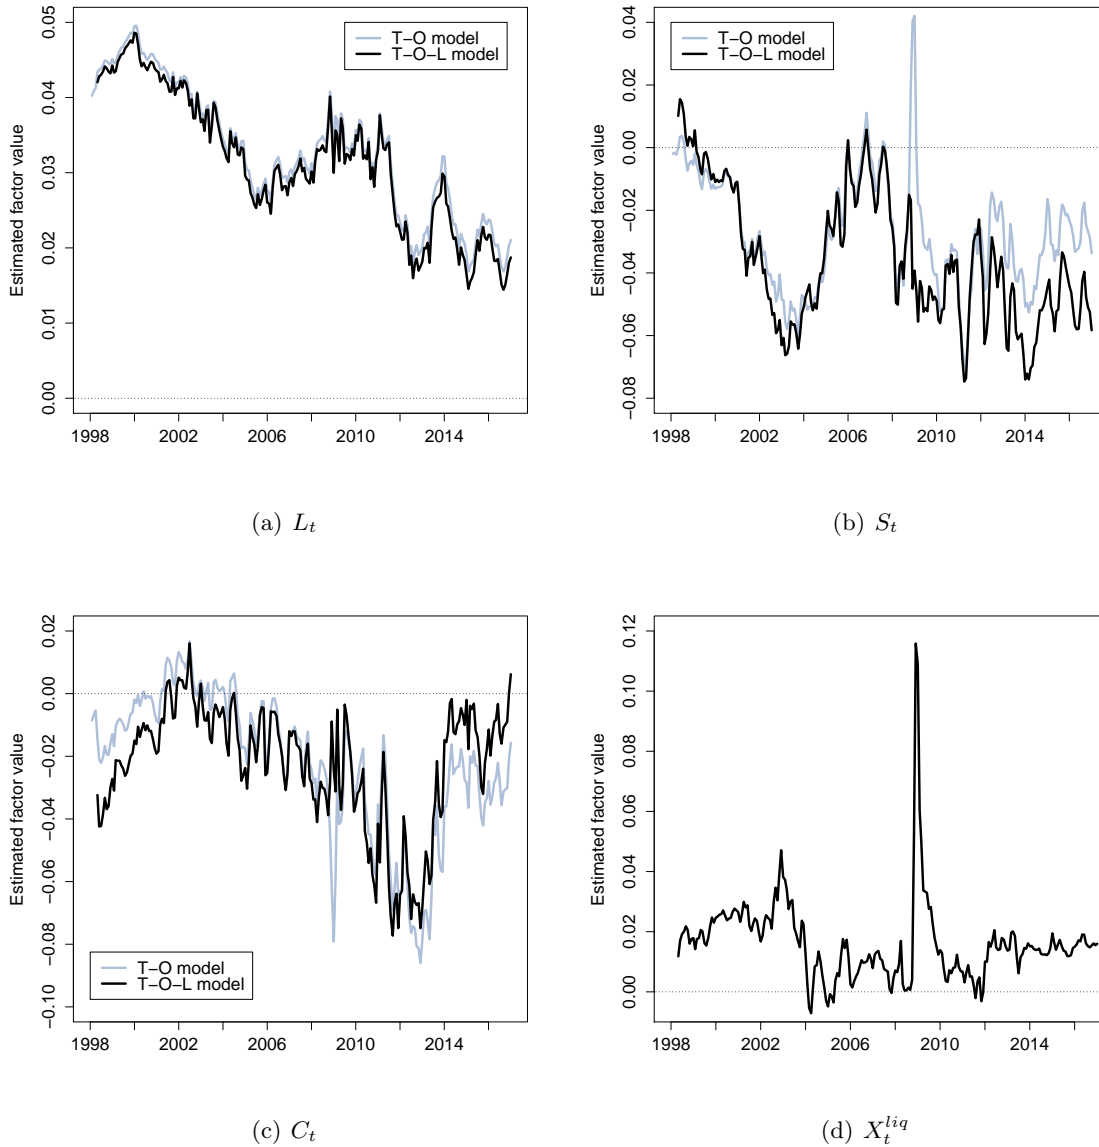 Estimated factor value
0.05
0.04
0.03
0.02
0.01
0.00
T−O model
T−O−L model
1998 2002 2006 2010 2014
(a) L_t
Estimated factor value
0.04
0.02
0.00
−0.02
−0.04
−0.06
−0.08
T−O model
T−O−L model
1998 2002 2006 2010 2014
(b) S_t
Estimated factor value
0.02
0.00
−0.02
−0.04
−0.06
−0.08
−0.10
T−O model
T−O−L model
1998 2002 2006 2010 2014
(c) C_t
Estimated factor value
0.12
0.10
0.08
0.06
0.04
0.02
0.00
1998 2002 2006 2010 2014
(d) X_t^{liq}